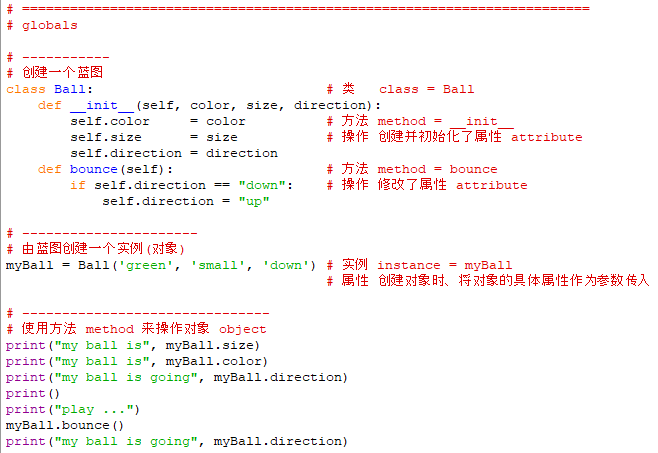 # =======================================================================
# globals
# -----------
# 创建一个蓝图
class Ball:                             # 类   class = Ball
    def __init__(self, color, size, direction):
        self.color     = color          # 方法 method = __init__
        self.size      = size           # 操作 创建并初始化了属性 attribute
        self.direction = direction
    def bounce(self):                   # 方法 method = bounce
        if self.direction == "down":    # 操作 修改了属性 attribute
            self.direction = "up"
# ----------------------
# 由蓝图创建一个实例(对象)
myBall = Ball('green', 'small', 'down') # 实例 instance = myBall
                                        # 属性 创建对象时、将对象的具体属性作为参数传入
# -------------------------------
# 使用方法 method 来操作对象 object
print("my ball is", myBall.size)
print("my ball is", myBall.color)
print("my ball is going", myBall.direction)
print()
print("play ...")
myBall.bounce()
print("my ball is going", myBall.direction)